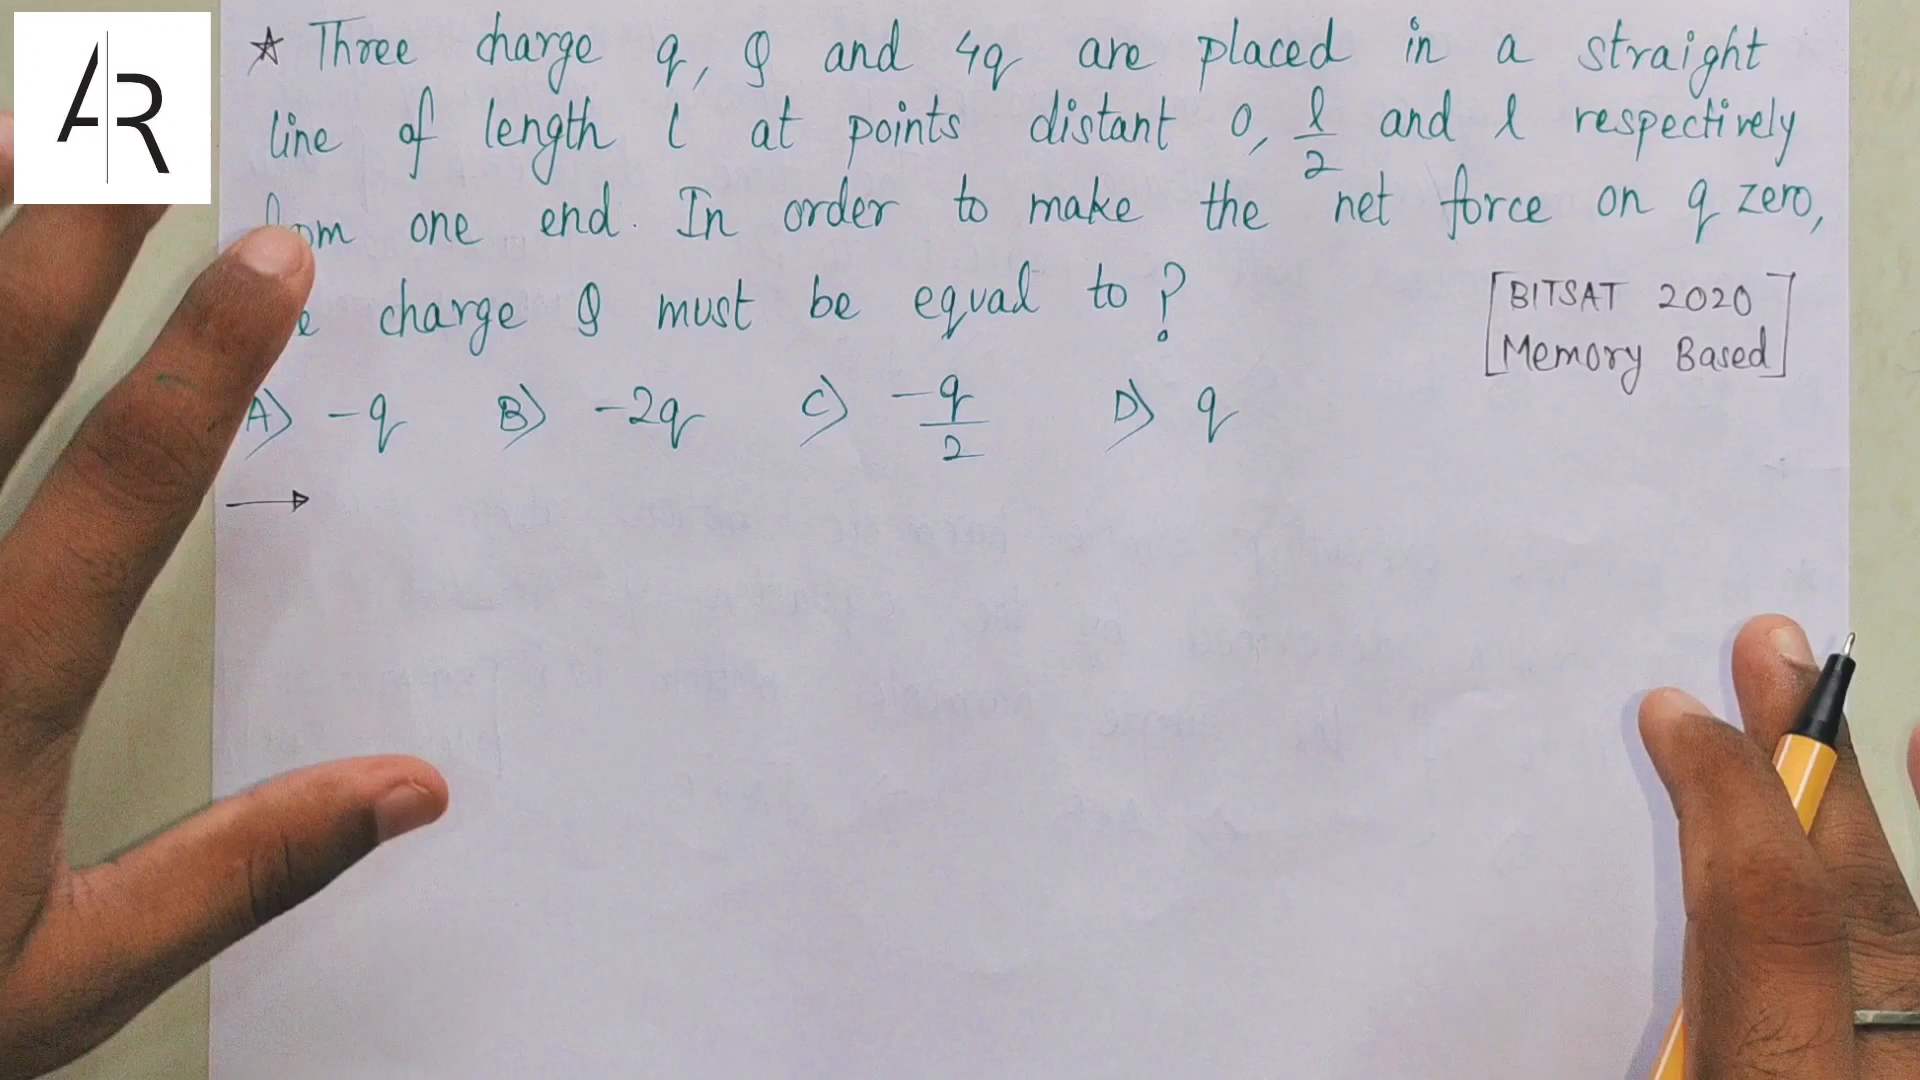 AR
☆ Three charge q, Q and 4q are placed in a straight
line of length l at points distant 0, l/2 and l respectively
one end. In order to make the net force on q zero,
charge Q must be equal to ?
[BITSAT 2020
Memory Based]
A) -q B) -2q C) -q/2 D) q
→